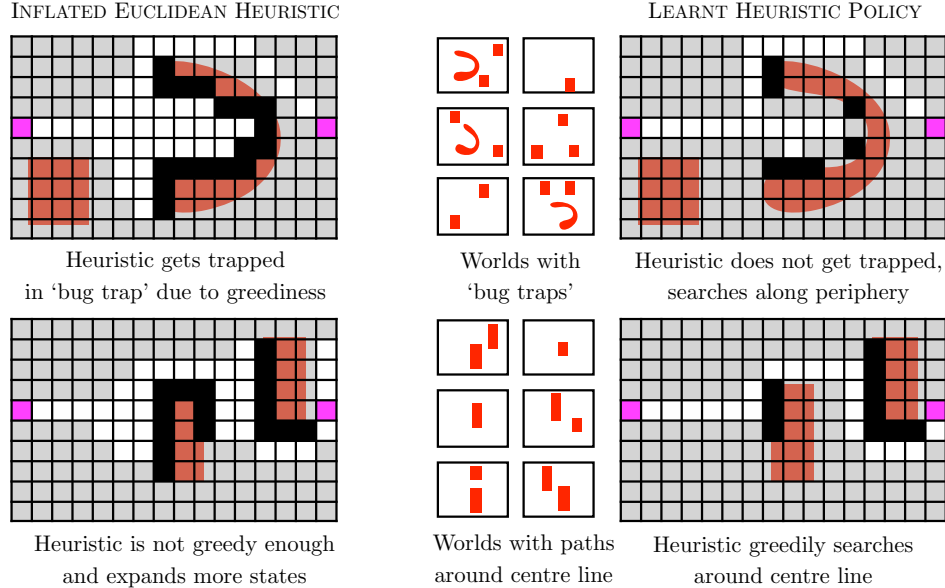 INFLATED EUCLIDEAN HEURISTIC
LEARNT HEURISTIC POLICY
Heuristic gets trapped
in ‘bug trap’ due to greediness
Worlds with
‘bug traps’
Heuristic does not get trapped,
searches along periphery
Heuristic is not greedy enough
and expands more states
Worlds with paths
around centre line
Heuristic greedily searches
around centre line